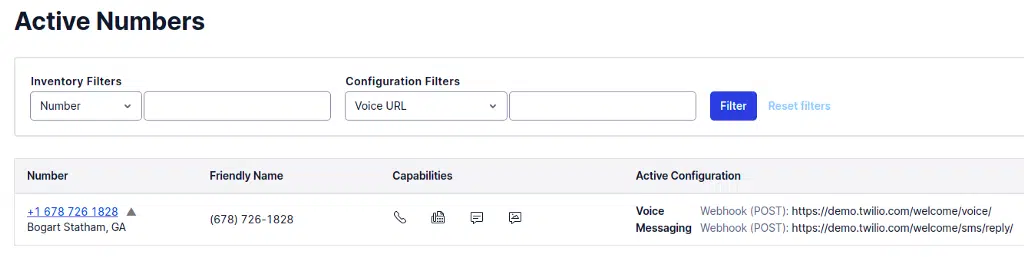 Active Numbers
Inventory Filters
Configuration Filters
Number
Voice URL
Filter
Reset filters
Number
Friendly Name
Capabilities
Active Configuration
+1 678 726 1828
Bogart Statham, GA
(678) 726-1828
Voice Webhook (POST): https://demo.twilio.com/welcome/voice/
Messaging Webhook (POST): https://demo.twilio.com/welcome/sms/reply/